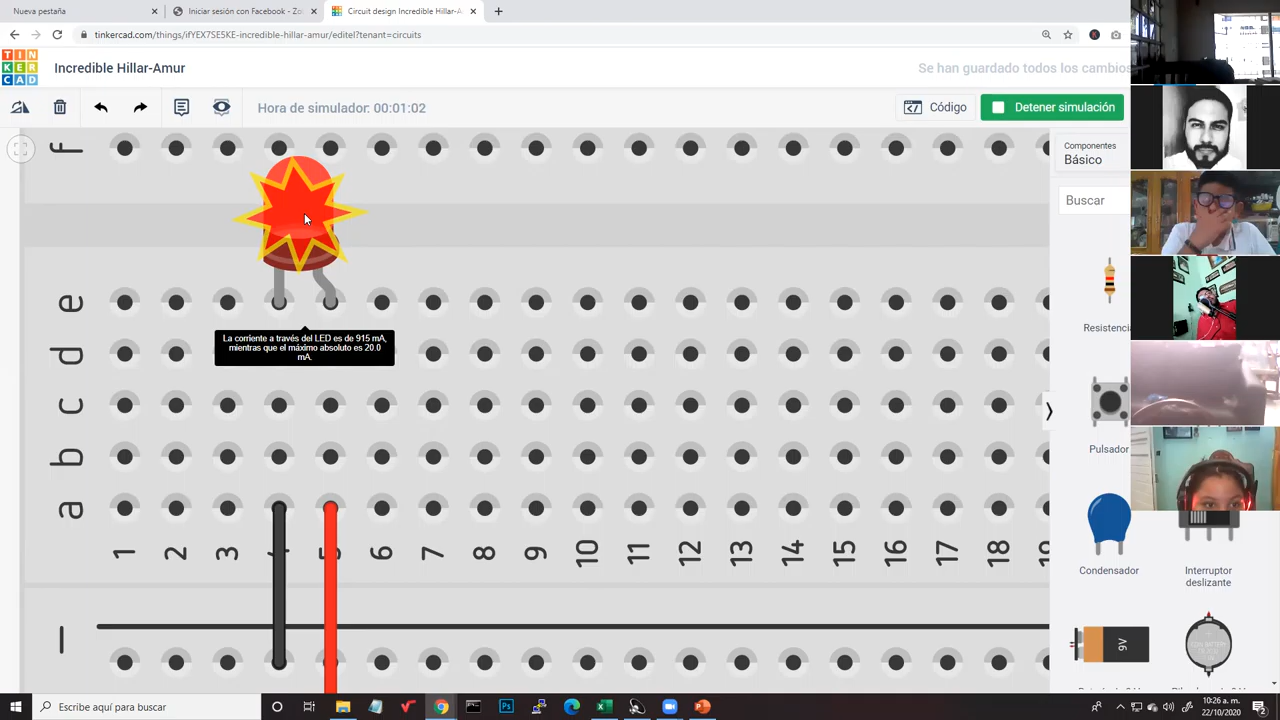 Nueva pestaña
Iniciar sesión con Facebook - Zo
Circuit design Incredible Hillar-A
tinkercad.com/things/ifYEX7SE5KE-incredible-hillar-amur/editel?tenant=circuits
TIN
KER
CAD
Incredible Hillar-Amur
Se han guardado todos los cambios
Hora de simulador: 00:01:02
Código
Detener simulación
Componentes
Básico
Buscar
Resistencia
Pulsador
Condensador
Interruptor
deslizante
9V
f
e
d
c
b
a
La corriente a través del LED es de 915 mA,
mientras que el máximo absoluto es 20.0
mA.
1 2 3 4 5 6 7 8 9 10 11 12 13 14 15 16 17 18
Escribe aquí para buscar
10:26 a. m.
22/10/2020
2